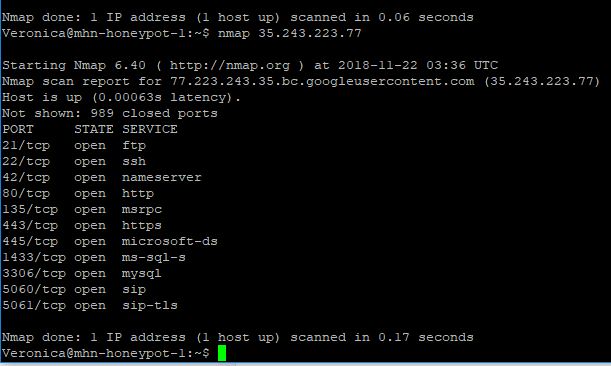 Nmap done: 1 IP address (1 host up) scanned in 0.06 seconds
Veronica@mhn-honeypot-1:~$ nmap 35.243.223.77
Starting Nmap 6.40 ( http://nmap.org ) at 2018-11-22 03:36 UTC
Nmap scan report for 77.223.243.35.bc.googleusercontent.com (35.243.223.77)
Host is up (0.00063s latency).
Not shown: 989 closed ports
PORT     STATE SERVICE
21/tcp   open  ftp
22/tcp   open  ssh
42/tcp   open  nameserver
80/tcp   open  http
135/tcp  open  msrpc
443/tcp  open  https
445/tcp  open  microsoft-ds
1433/tcp open  ms-sql-s
3306/tcp open  mysql
5060/tcp open  sip
5061/tcp open  sip-tls
Nmap done: 1 IP address (1 host up) scanned in 0.17 seconds
Veronica@mhn-honeypot-1:~$